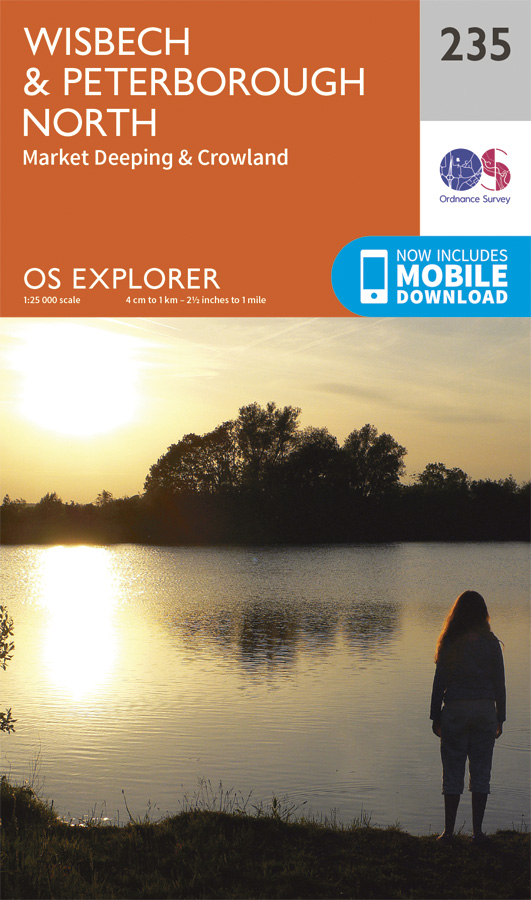 WISBECH
& PETERBOROUGH
NORTH
Market Deeping & Crowland
OS EXPLORER
1:25 000 scale 4 cm to 1 km – 2½ inches to 1 mile
235
OS
Ordnance Survey
NOW INCLUDES
MOBILE
DOWNLOAD